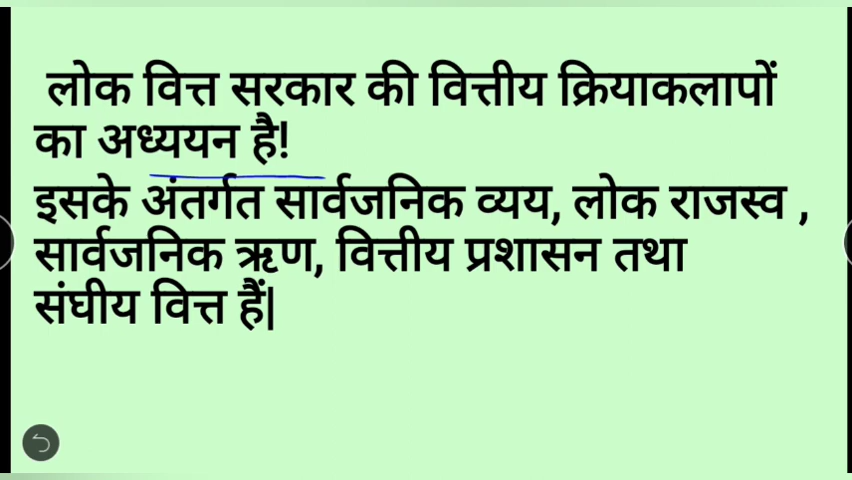 लोक वित्त सरकार की वित्तीय क्रियाकलापों
का अध्ययन है!
इसके अंतर्गत सार्वजनिक व्यय, लोक राजस्व ,
सार्वजनिक ऋण, वित्तीय प्रशासन तथा
संघीय वित्त हैं|